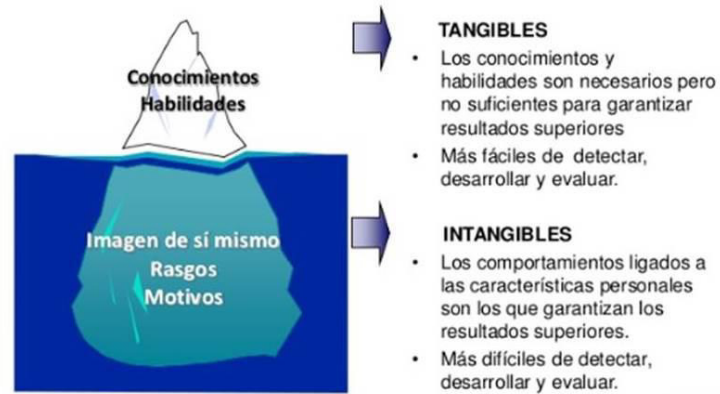 Conocimientos
Habilidades
Imagen de sí mismo
Rasgos
Motivos
TANGIBLES
• Los conocimientos y
habilidades son necesarios pero
no suficientes para garantizar
resultados superiores
• Más fáciles de detectar,
desarrollar y evaluar.
INTANGIBLES
• Los comportamientos ligados a
las características personales
son los que garantizan los
resultados superiores.
• Más difíciles de detectar,
desarrollar y evaluar.